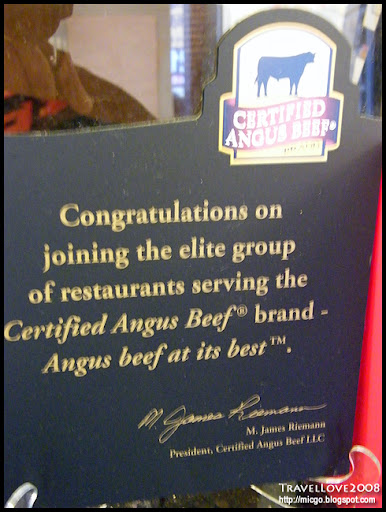 CERTIFIED
ANGUS BEEF®
Congratulations on
joining the elite group
of restaurants serving the
Certified Angus Beef® brand -
Angus beef at its best™.
M. James Riemann
M. James Riemann
President, Certified Angus Beef LLC
TRAVELLOVE2008
http://micgo.blogspot.com